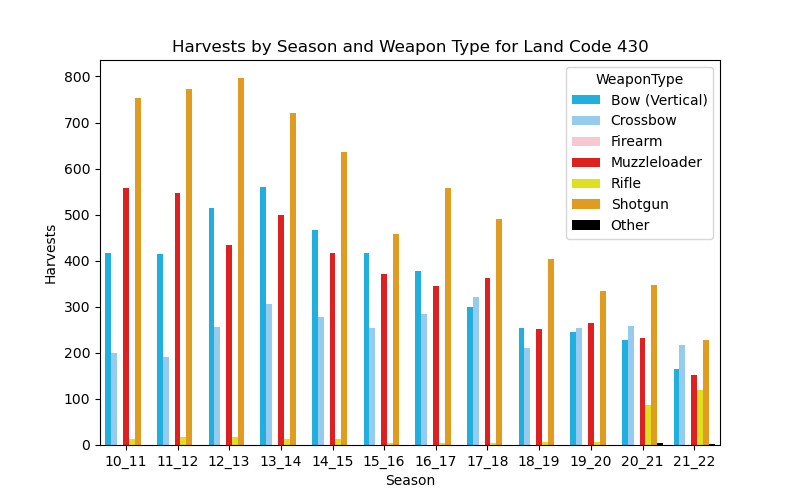 Harvests by Season and Weapon Type for Land Code 430
WeaponType
Bow (Vertical)
Crossbow
Firearm
Muzzleloader
Rifle
Shotgun
Other
Harvests
800
700
600
500
400
300
200
100
0
10_11 11_12 12_13 13_14 14_15 15_16 16_17 17_18 18_19 19_20 20_21 21_22
Season